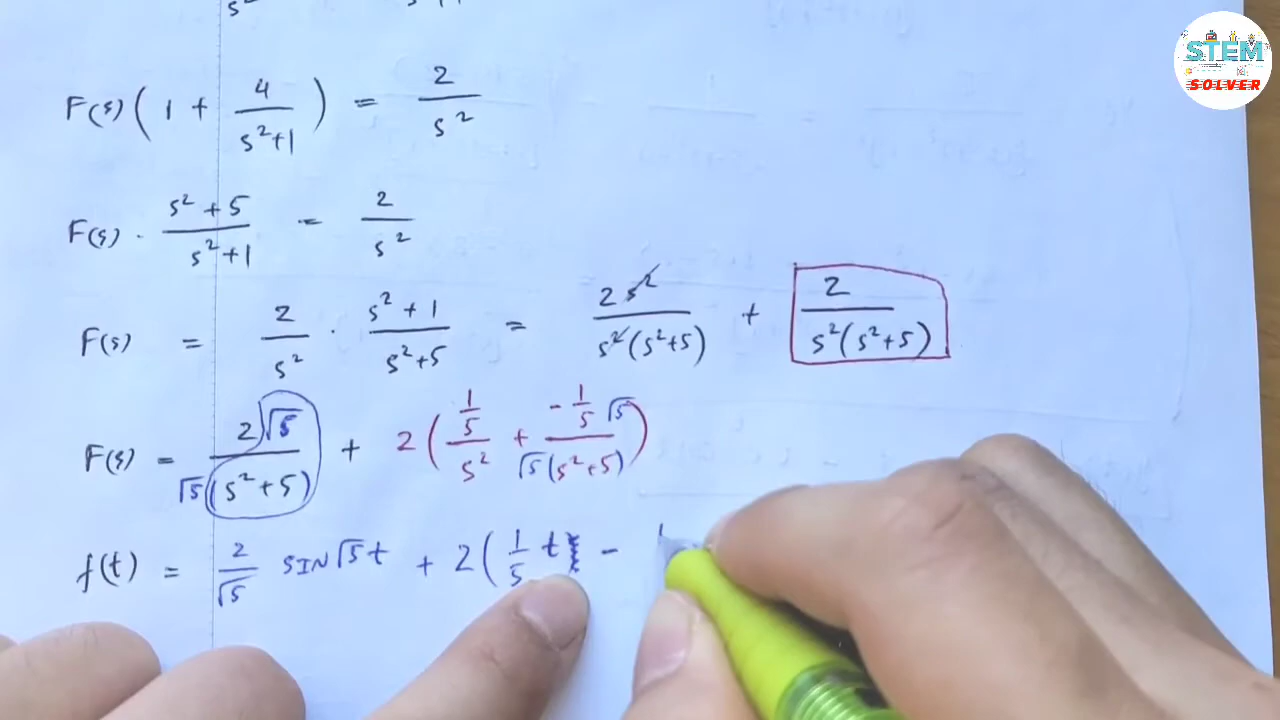 STEM
SOLVER
F(s) ( 1 + 4/(s²+1) ) = 2/s²
F(s) · (s² + 5)/(s²+1) = 2/s²
F(s) = 2/s² · (s² + 1)/(s²+5) = 2s²/(s²(s²+5)) + 2/(s²(s²+5))
F(s) = 2√5/(√5(s²+5)) + 2( (1/5)/s² + (-1/5 √5)/(√5(s²+5)) )
f(t) = 2/√5 SIN√5t + 2( 1/5 t -